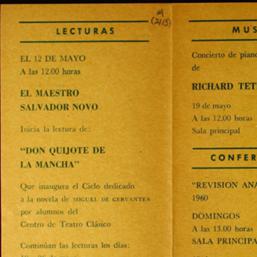 LECTURAS
EL 12 DE MAYO
A las 12.00 horas
EL MAESTRO
SALVADOR NOVO
Inicia la lectura de:
"DON QUIJOTE DE
LA MANCHA"
Que inaugura el Ciclo dedicado
a la novela de MIGUEL DE CERVANTES
por alumnos del
Centro de Teatro Clásico
Continúan las lecturas los días:
MUS
Concierto de piano
de
RICHARD TET
19 de mayo
A las 12.00 horas
Sala principal
CONFER
"REVISION ANA
1960
DOMINGOS
A las 13.00 horas
SALA PRINCIPA